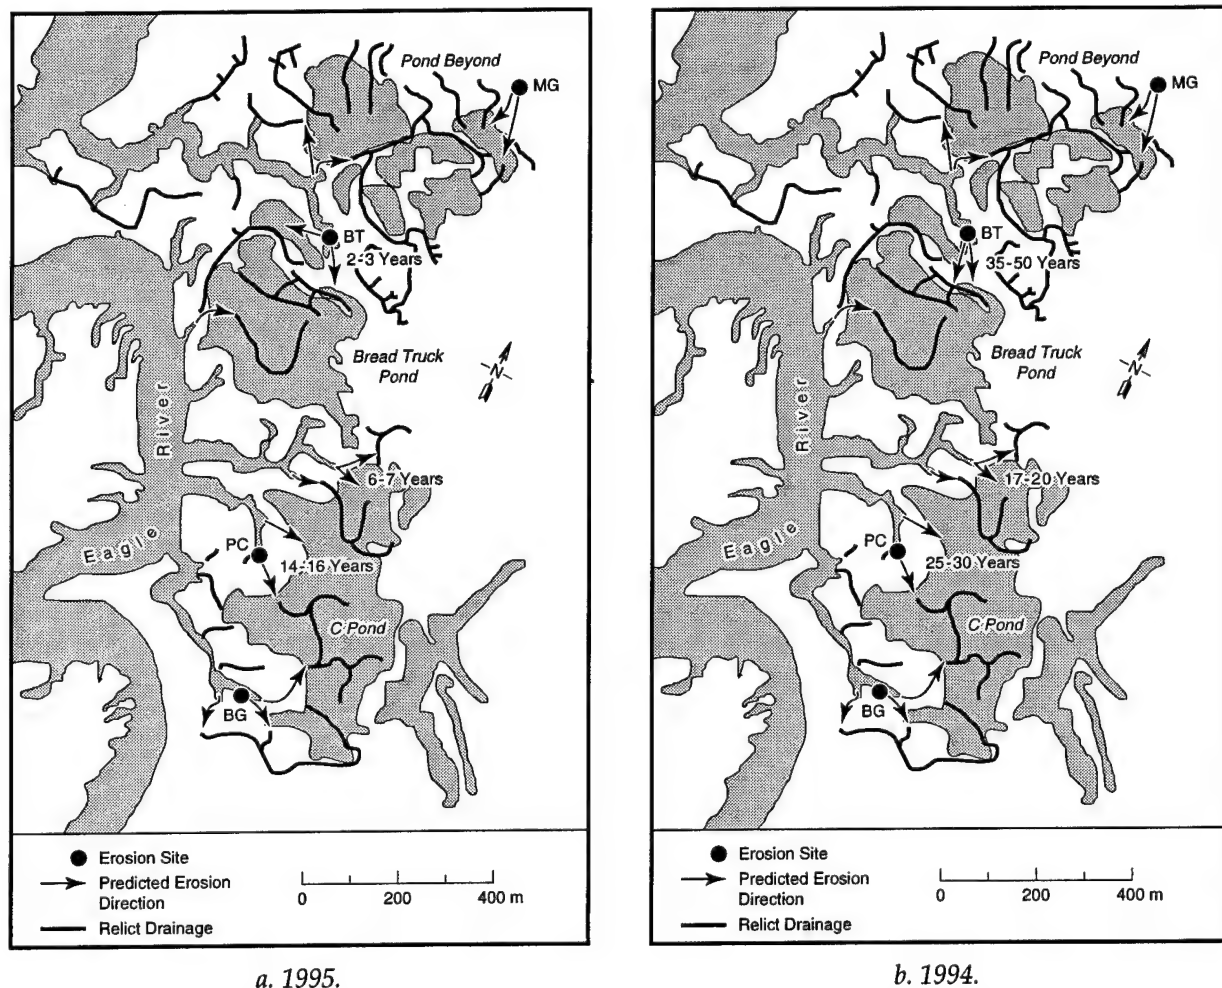 Pond Beyond
MG
BT
2-3 Years
Bread Truck
Pond
N
River
6-7 Years
Eagle
PC
14-16 Years
C Pond
BG
Erosion Site
Predicted Erosion
Direction
Relict Drainage
0 200 400 m
a. 1995.
Pond Beyond
MG
BT
35-50 Years
Bread Truck
Pond
N
River
17-20 Years
Eagle
PC
25-30 Years
C Pond
BG
Erosion Site
Predicted Erosion
Direction
Relict Drainage
0 200 400 m
b. 1994.